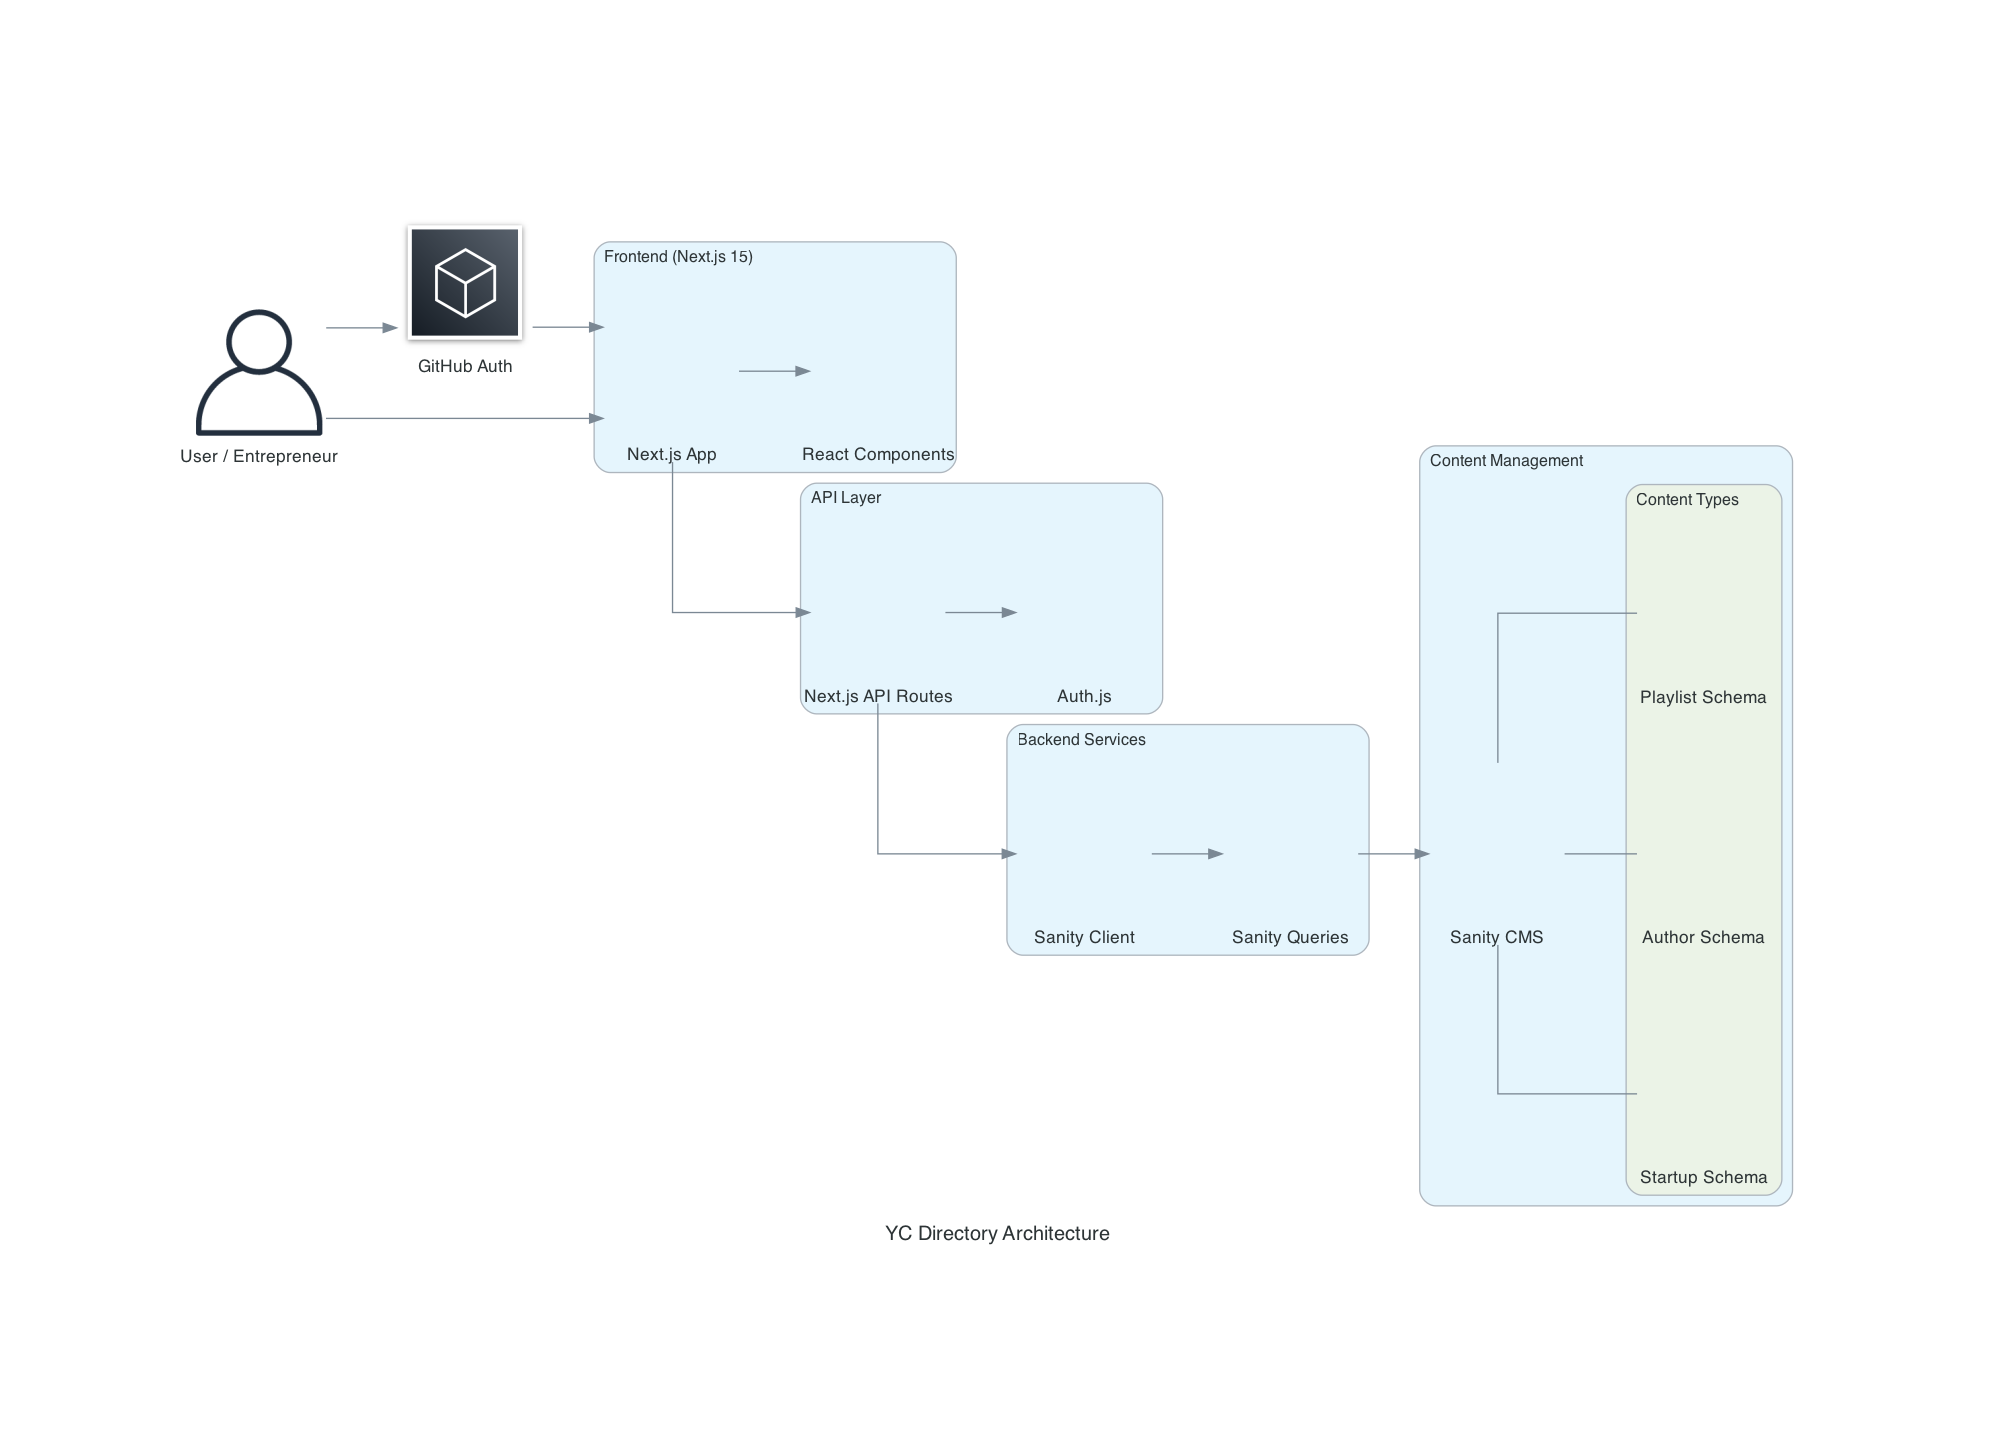 Frontend (Next.js 15)
GitHub Auth
User / Entrepreneur
Next.js App
React Components
API Layer
Next.js API Routes
Auth.js
Backend Services
Sanity Client
Sanity Queries
Content Management
Content Types
Playlist Schema
Sanity CMS
Author Schema
Startup Schema
YC Directory Architecture